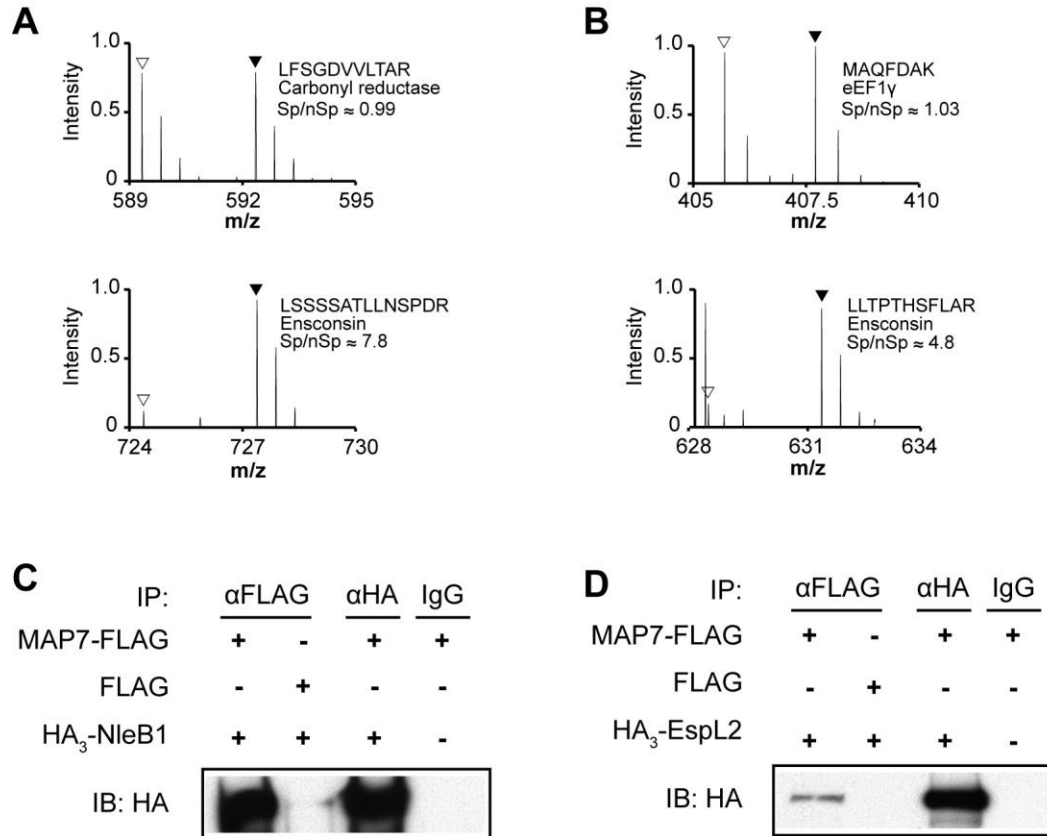 A
1.0
0.5
0
Intensity
LFSGDVVLTAR
Carbonyl reductase
Sp/nSp ≈ 0.99
589 592 595
m/z
1.0
0.5
0
Intensity
LSSSSATLLNSPDR
Ensconsin
Sp/nSp ≈ 7.8
724 727 730
m/z
B
1.0
0.5
0
Intensity
MAQFDAK
eEF1γ
Sp/nSp ≈ 1.03
405 407.5 410
m/z
1.0
0.5
0
Intensity
LLTPTHSFLAR
Ensconsin
Sp/nSp ≈ 4.8
628 631 634
m/z
C
IP: αFLAG αHA IgG
MAP7-FLAG + - + +
FLAG - + - -
HA₃-NleB1 + + + -
IB: HA
D
IP: αFLAG αHA IgG
MAP7-FLAG + - + +
FLAG - + - -
HA₃-EspL2 + + + -
IB: HA